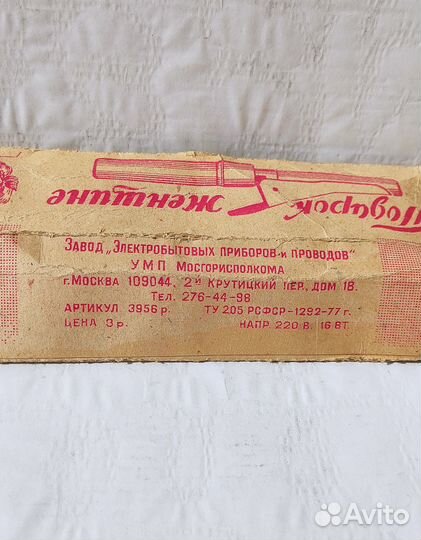 Подарок женщине
Завод „Электробытовых приборов и проводов"
УМП Мосгорисполкома
г. Москва 109044, 2й Крутицкий пер., дом 18.
Тел. 276-44-98
Артикул 3956 р. ТУ 205 РСФСР-1292-77 г.
Цена 3 р. Напр. 220 в. 16 вт.
Avito